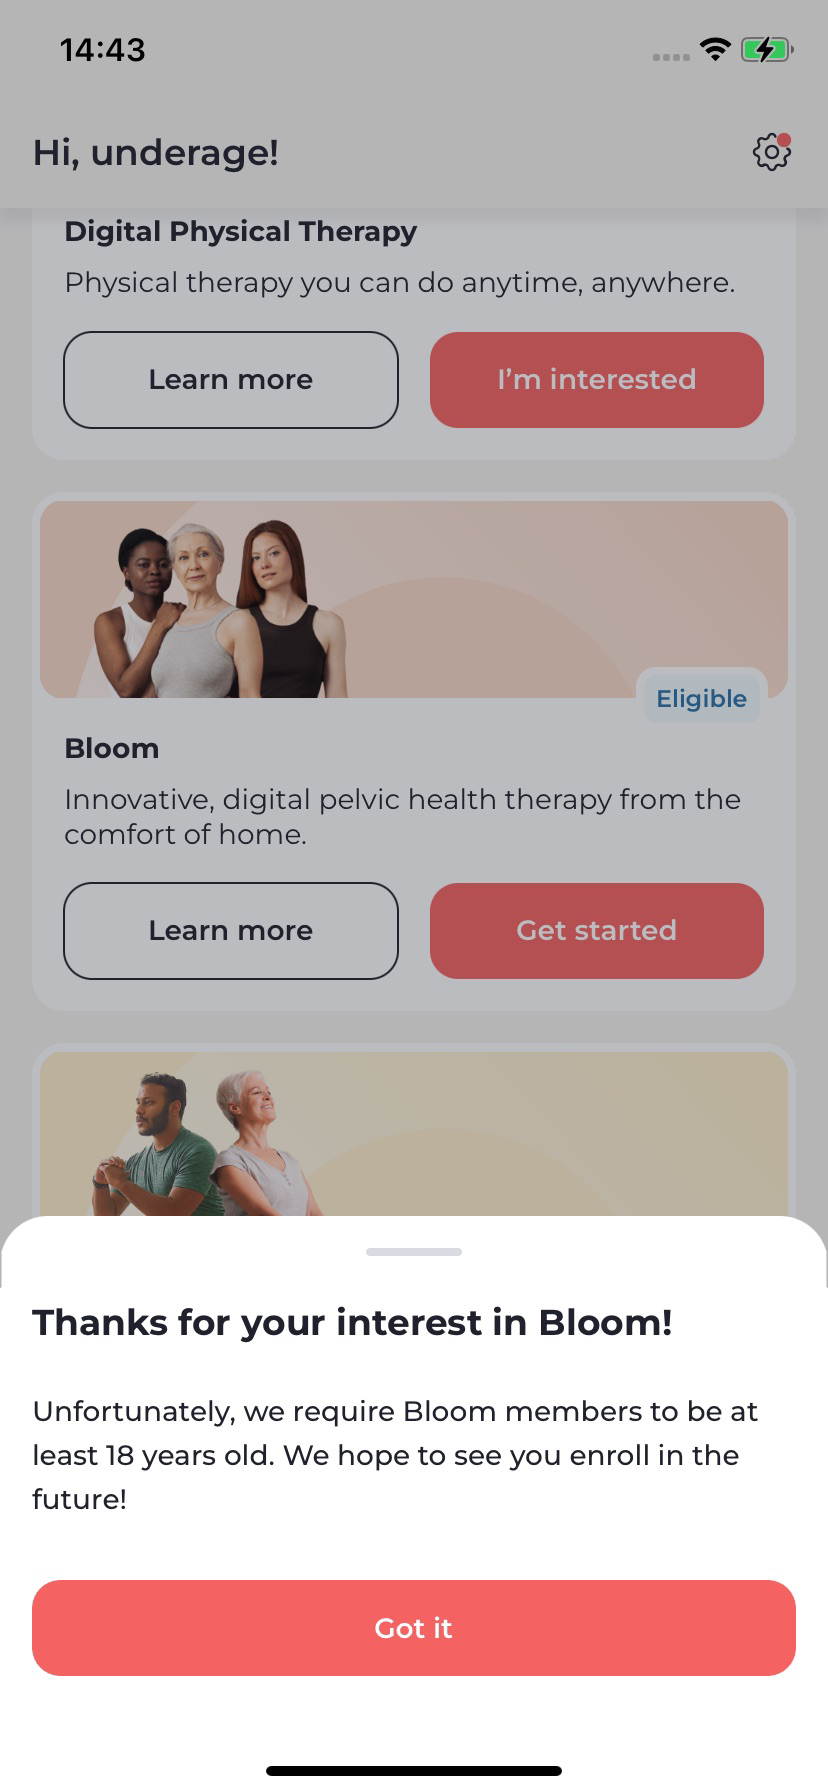 14:43
Hi, underage!
Digital Physical Therapy
Physical therapy you can do anytime, anywhere.
Learn more
I’m interested
Eligible
Bloom
Innovative, digital pelvic health therapy from the
comfort of home.
Learn more
Get started
Thanks for your interest in Bloom!
Unfortunately, we require Bloom members to be at
least 18 years old. We hope to see you enroll in the
future!
Got it